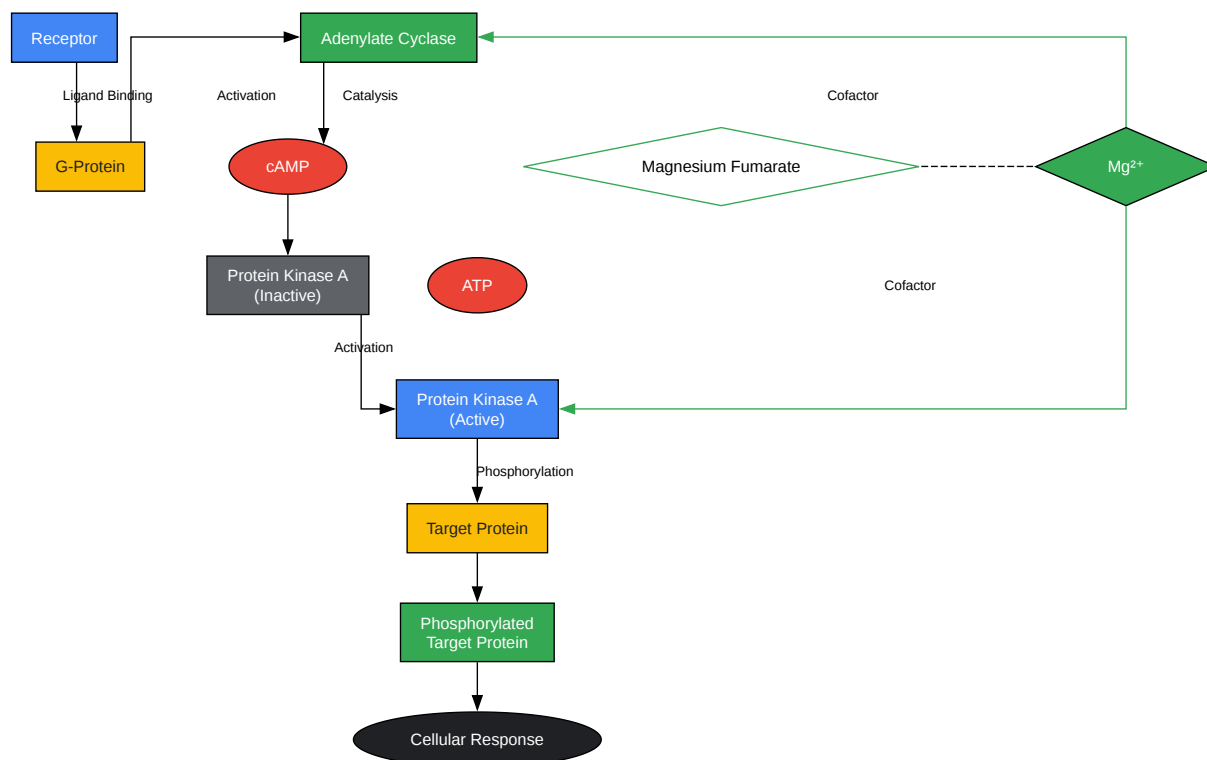 Receptor
Adenylate Cyclase
Ligand Binding
Activation
Catalysis
Cofactor
G-Protein
cAMP
Magnesium Fumarate
Mg²⁺
Protein Kinase A
(Inactive)
ATP
Cofactor
Activation
Protein Kinase A
(Active)
Phosphorylation
Target Protein
Phosphorylated
Target Protein
Cellular Response